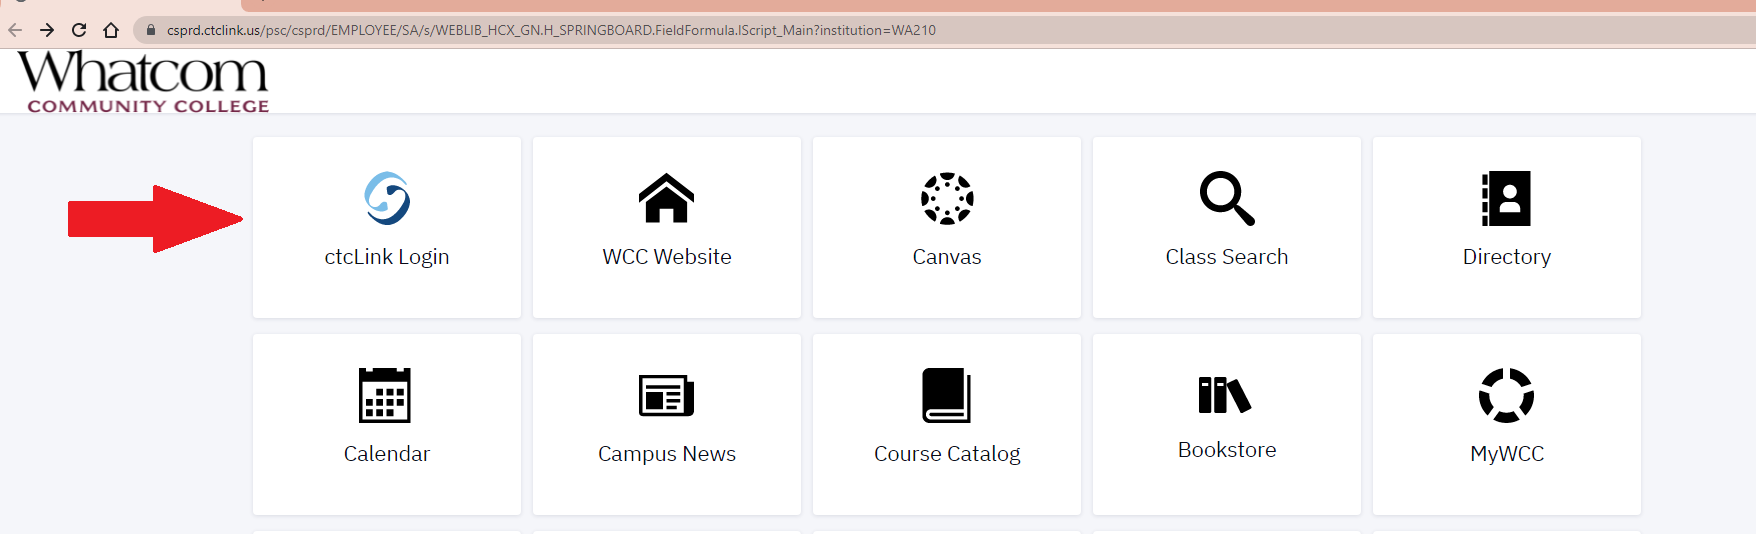 csprd.ctclink.us/psc/csprd/EMPLOYEE/SA/s/WEBLIB_HCX_GN.H_SPRINGBOARD.FieldFormula.IScript_Main?institution=WA210
Whatcom
COMMUNITY COLLEGE
ctcLink Login
WCC Website
Canvas
Class Search
Directory
Calendar
Campus News
Course Catalog
Bookstore
MyWCC